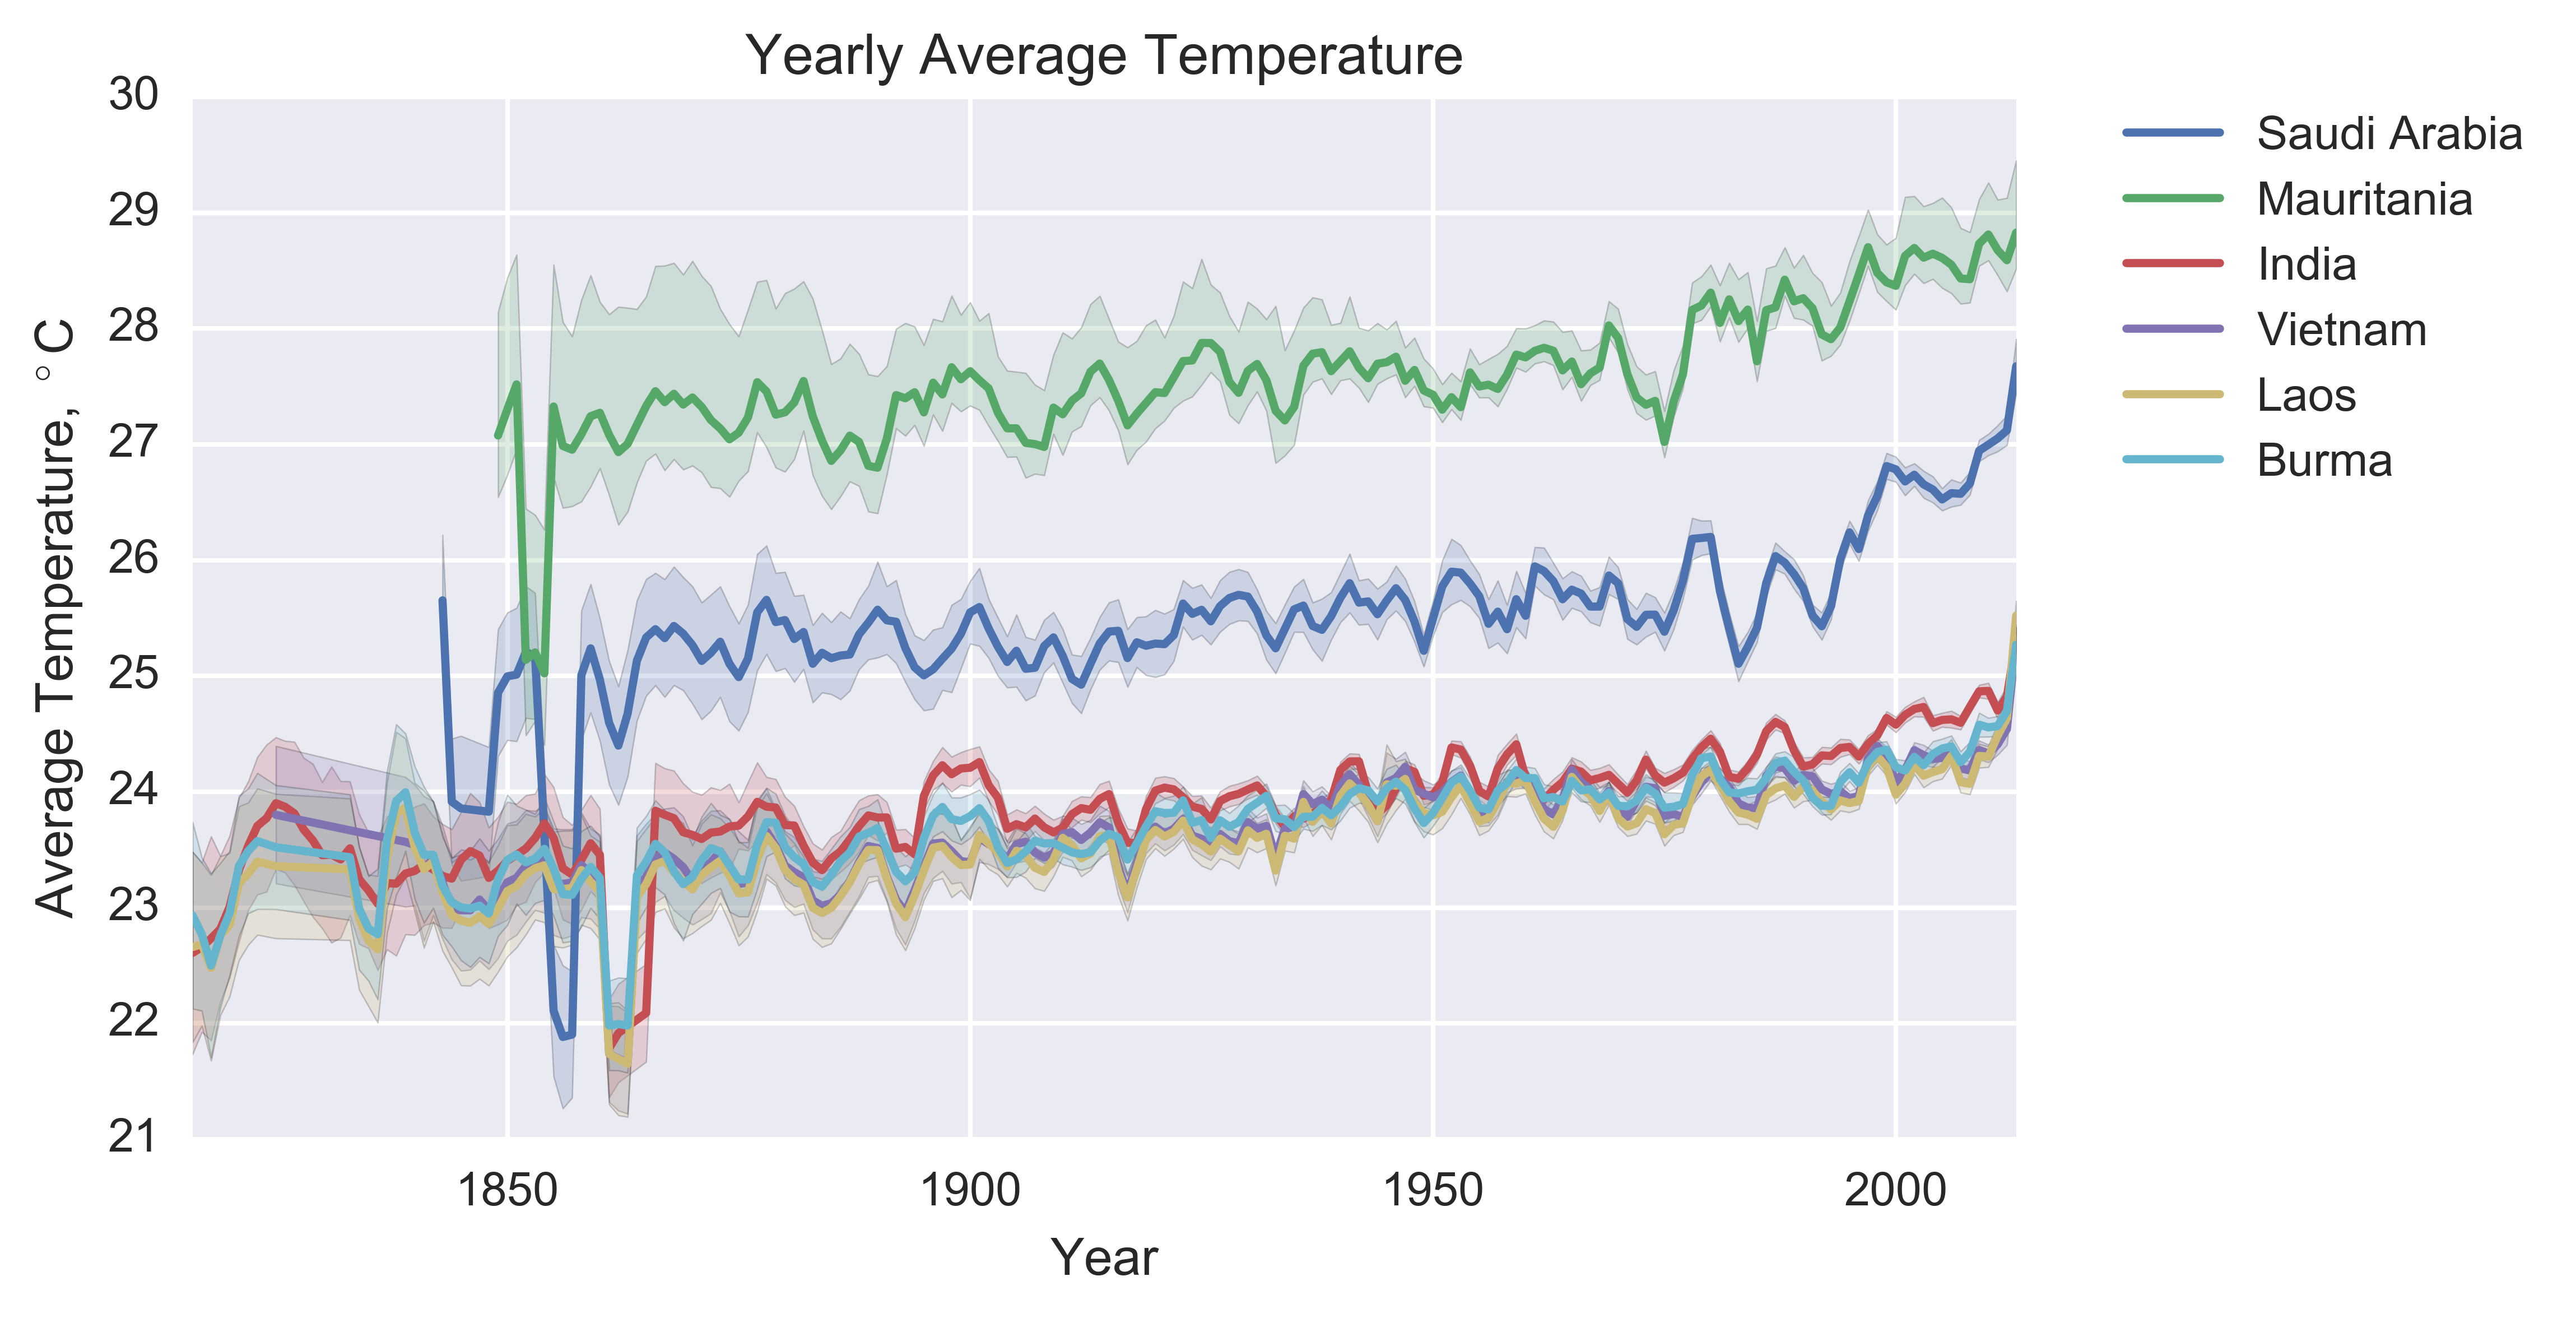 Yearly Average Temperature
30
29
28
27
26
25
24
23
22
21
Average Temperature, °C
1850 1900 1950 2000
Year
Saudi Arabia
Mauritania
India
Vietnam
Laos
Burma